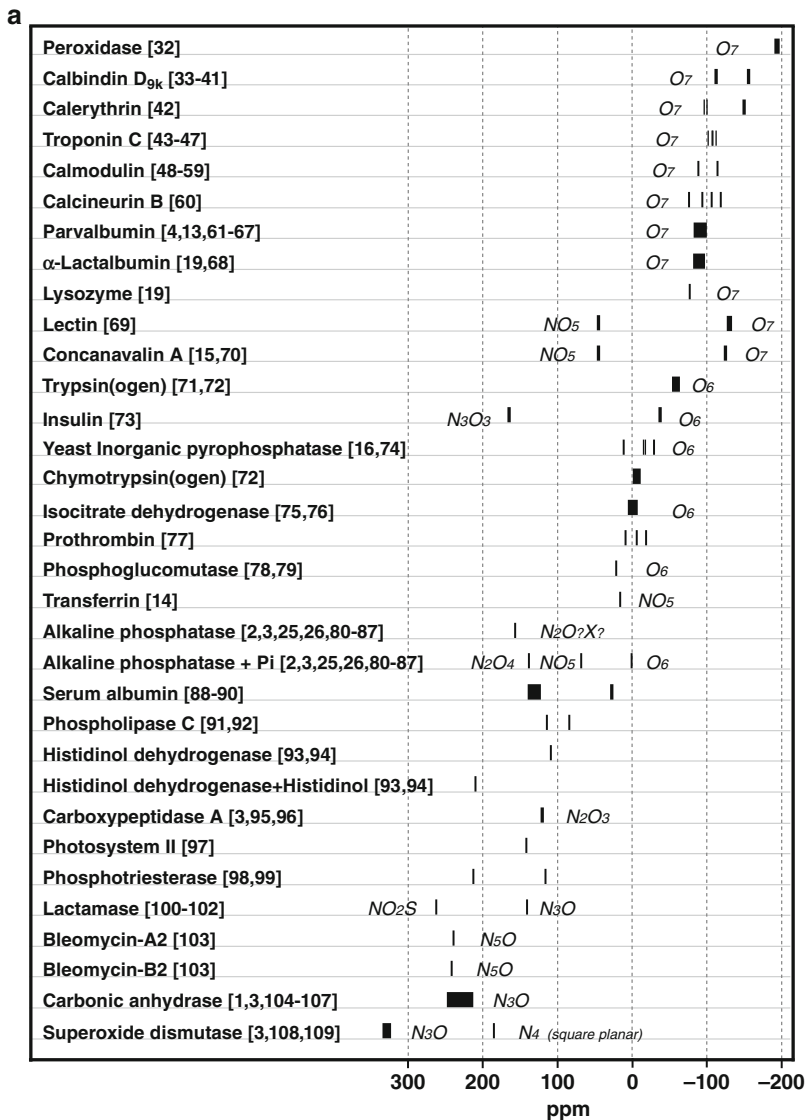 a
Peroxidase [32] O7
Calbindin D9k [33-41] O7
Calerythrin [42] O7
Troponin C [43-47] O7
Calmodulin [48-59] O7
Calcineurin B [60] O7
Parvalbumin [4,13,61-67] O7
α-Lactalbumin [19,68] O7
Lysozyme [19] O7
Lectin [69] NO5 O7
Concanavalin A [15,70] NO5 O7
Trypsin(ogen) [71,72] O6
Insulin [73] N3O3 O6
Yeast Inorganic pyrophosphatase [16,74] O6
Chymotrypsin(ogen) [72]
Isocitrate dehydrogenase [75,76] O6
Prothrombin [77]
Phosphoglucomutase [78,79] O6
Transferrin [14] NO5
Alkaline phosphatase [2,3,25,26,80-87] N2O?X?
Alkaline phosphatase + Pi [2,3,25,26,80-87] N2O4 NO5 O6
Serum albumin [88-90]
Phospholipase C [91,92]
Histidinol dehydrogenase [93,94]
Histidinol dehydrogenase+Histidinol [93,94]
Carboxypeptidase A [3,95,96] N2O3
Photosystem II [97]
Phosphotriesterase [98,99]
Lactamase [100-102] NO2S N3O
Bleomycin-A2 [103] N5O
Bleomycin-B2 [103] N5O
Carbonic anhydrase [1,3,104-107] N3O
Superoxide dismutase [3,108,109] N3O N4 (square planar)
300 200 100 0 −100 −200
ppm